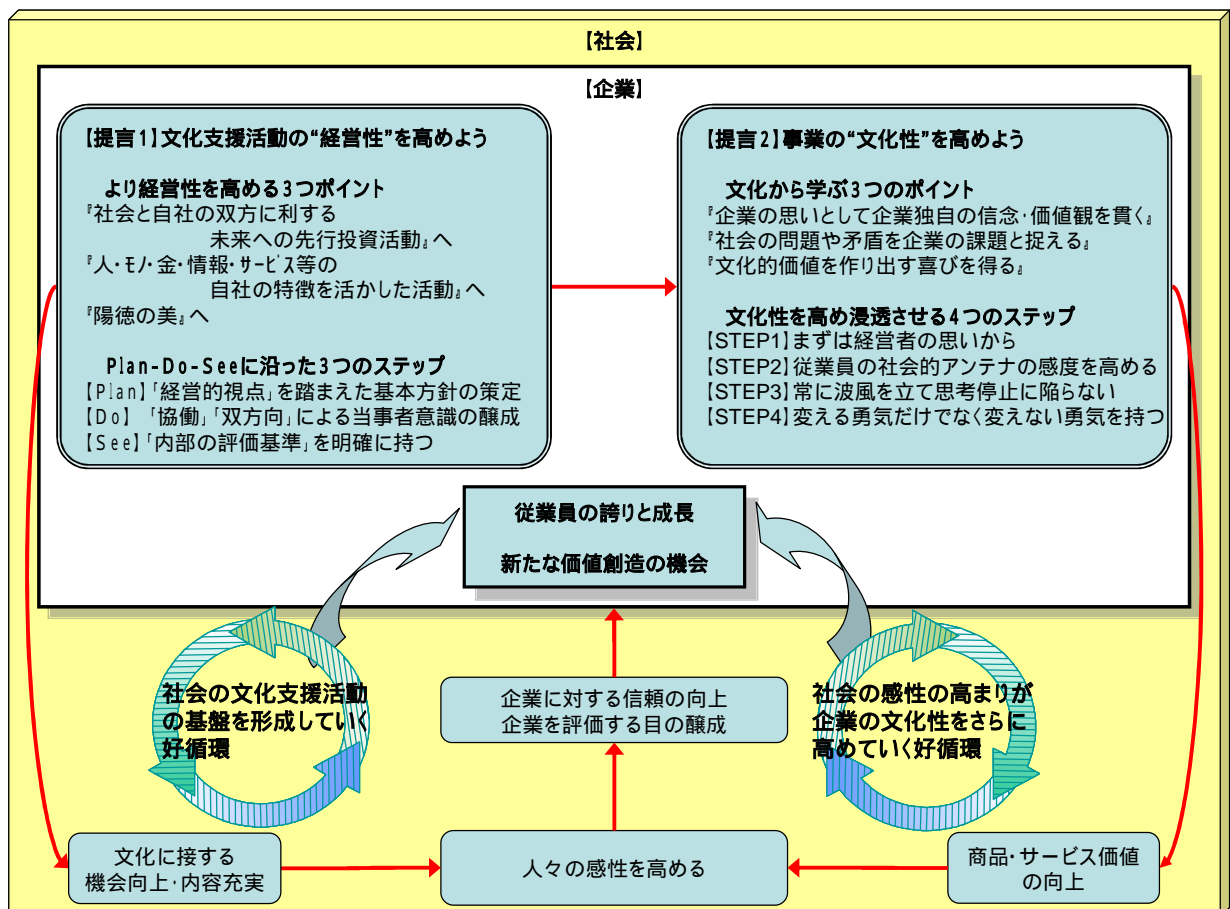 【社会】
【企業】
【提言1】文化支援活動の“経営性”を高めよう
より経営性を高める3つポイント
『社会と自社の双方に利する
未来への先行投資活動』へ
『人・モノ・金・情報・サービス等の
自社の特徴を活かした活動』へ
『陽徳の美』へ
Plan-Do-Seeに沿った3つのステップ
【Plan】「経営的視点」を踏まえた基本方針の策定
【Do】 「協働」「双方向」による当事者意識の醸成
【See】「内部の評価基準」を明確に持つ
【提言2】事業の“文化性”を高めよう
文化から学ぶ3つのポイント
『企業の思いとして企業独自の信念・価値観を貫く』
『社会の問題や矛盾を企業の課題と捉える』
『文化的価値を作り出す喜びを得る』
文化性を高め浸透させる4つのステップ
【STEP1】まずは経営者の思いから
【STEP2】従業員の社会的アンテナの感度を高める
【STEP3】常に波風を立て思考停止に陥らない
【STEP4】変える勇気だけでなく変えない勇気を持つ
従業員の誇りと成長
新たな価値創造の機会
社会の文化支援活動
の基盤を形成していく
好循環
企業に対する信頼の向上
企業を評価する目の醸成
社会の感性の高まりが
企業の文化性をさらに
高めていく好循環
文化に接する
機会向上・内容充実
人々の感性を高める
商品・サービス価値
の向上